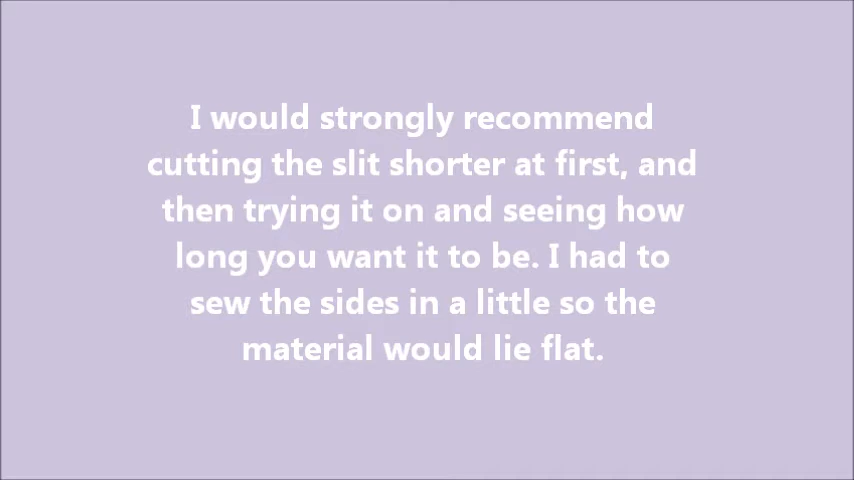 I would strongly recommend
cutting the slit shorter at first, and
then trying it on and seeing how
long you want it to be. I had to
sew the sides in a little so the
material would lie flat.